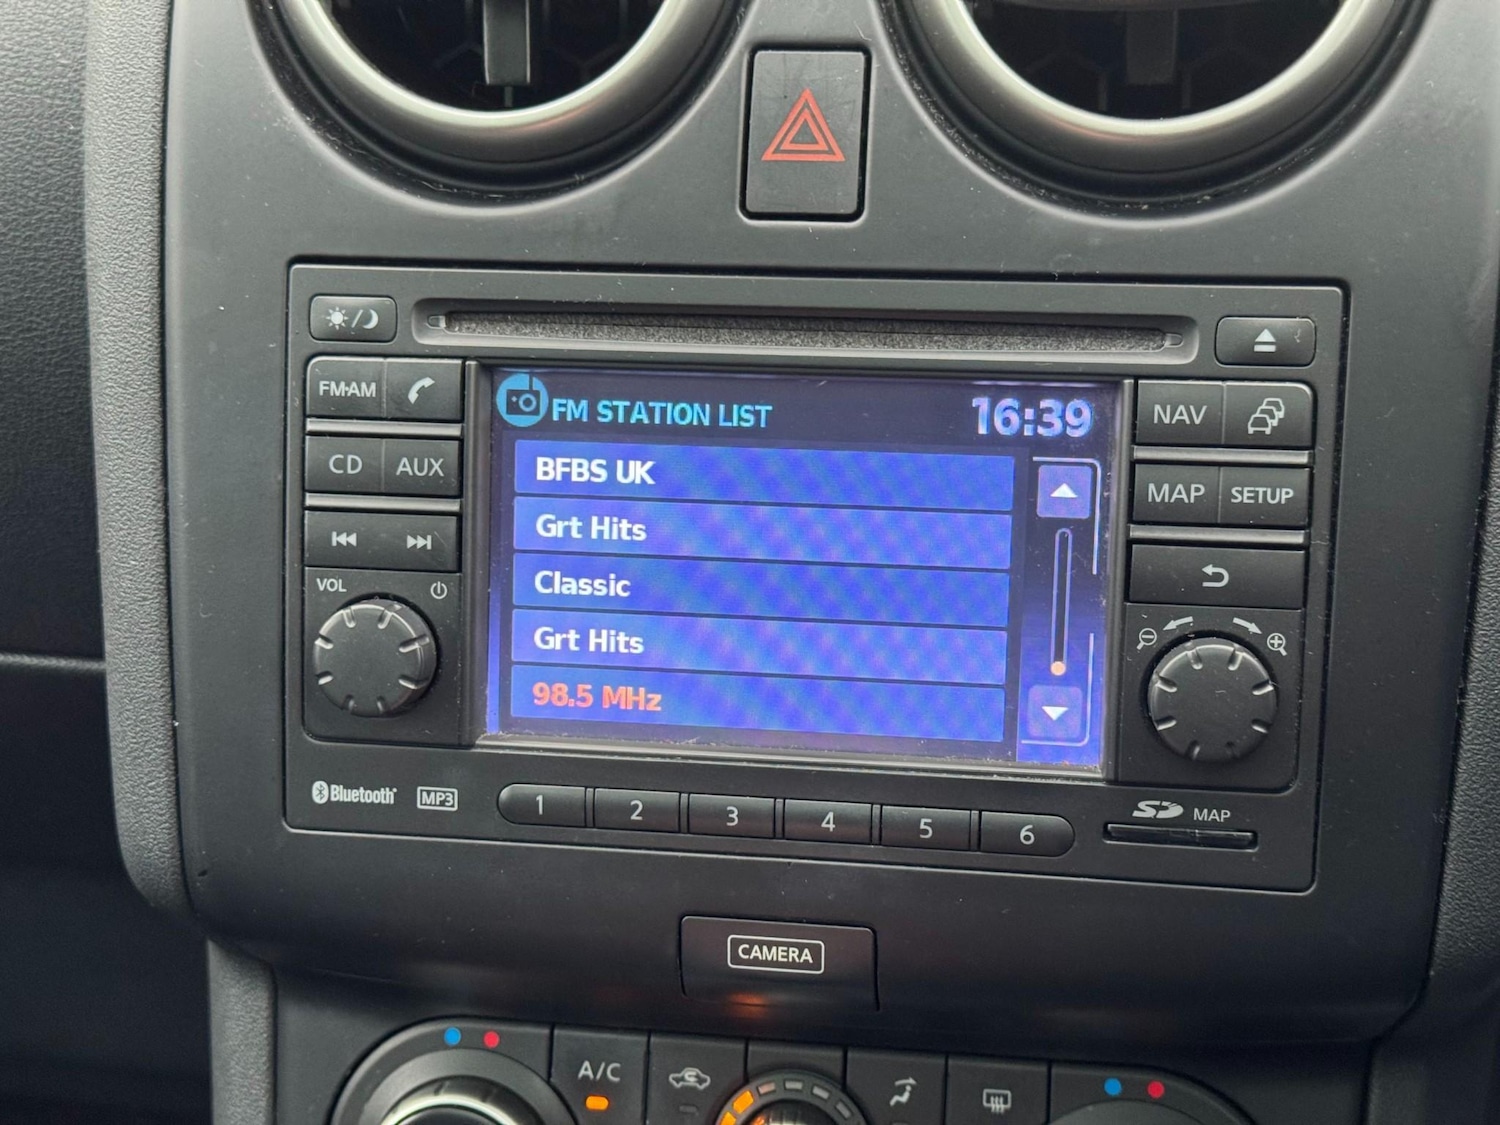 FM·AM
CD
AUX
VOL
FM STATION LIST
16:39
BFBS UK
Grt Hits
Classic
Grt Hits
98.5 MHz
NAV
MAP
SETUP
Bluetooth
MP3
1
2
3
4
5
6
SD
MAP
CAMERA
A/C